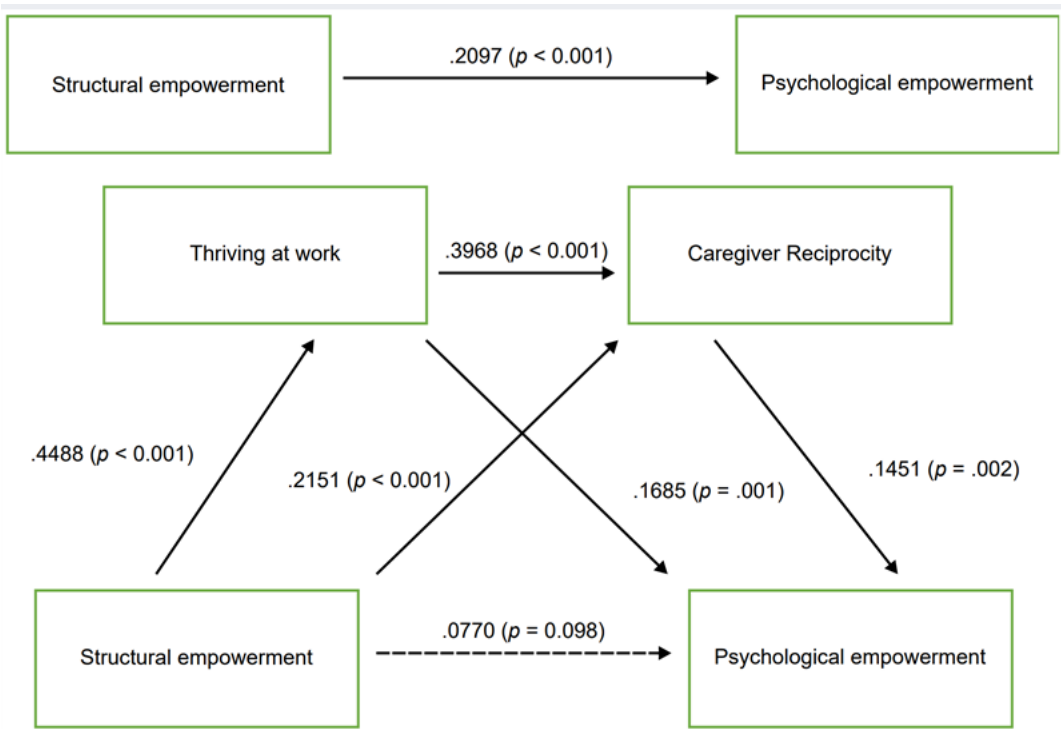 .2097 (p < 0.001)
Structural empowerment
Psychological empowerment
Thriving at work
.3968 (p < 0.001)
Caregiver Reciprocity
.4488 (p < 0.001)
.2151 (p < 0.001)
.1685 (p = .001)
.1451 (p = .002)
.0770 (p = 0.098)
Structural empowerment
Psychological empowerment